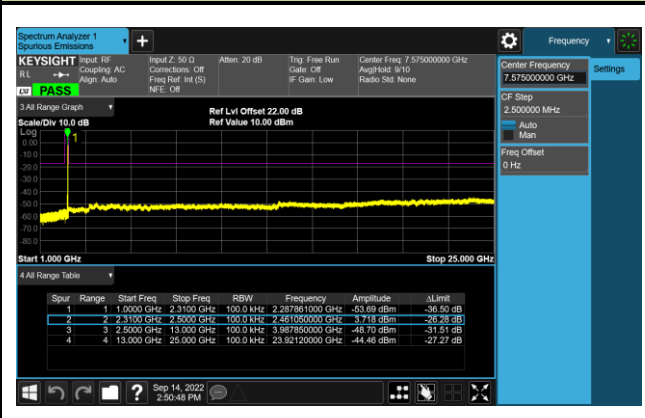 Spectrum Analyzer 1
Spurious Emissions
Frequency
KEYSIGHT Input: RF Input Z: 50 Ω Atten: 20 dB Trig: Free Run Center Freq: 7.575000000 GHz
RL Coupling: AC Corrections: Off Gate: Off Avg|Hold: 9/10
Align: Auto Freq Ref: Int (S) IF Gain: Low Radio Std: None
LXI PASS NFE: Off
Center Frequency
7.575000000 GHz
Settings
CF Step
2.500000 MHz
Auto
Man
Freq Offset
0 Hz
3 All Range Graph
Ref Lvl Offset 22.00 dB
Scale/Div 10.0 dB Ref Value 10.00 dBm
Log
1
0.00
-10.0
-20.0
-30.0
-40.0
-50.0
-60.0
-70.0
-80.0
Start 1.000 GHz Stop 25.000 GHz
4 All Range Table
Spur Range Start Freq Stop Freq RBW Frequency Amplitude ΔLimit
1 1 1.0000 GHz 2.3100 GHz 100.0 kHz 2.287861000 GHz -53.69 dBm -36.50 dB
2 2 2.3100 GHz 2.5000 GHz 100.0 kHz 2.461050000 GHz 3.718 dBm -26.28 dB
3 3 2.5000 GHz 13.000 GHz 100.0 kHz 3.987850000 GHz -48.70 dBm -31.51 dB
4 4 13.000 GHz 25.000 GHz 100.0 kHz 23.92120000 GHz -44.46 dBm -27.27 dB
Sep 14, 2022
2:50:48 PM